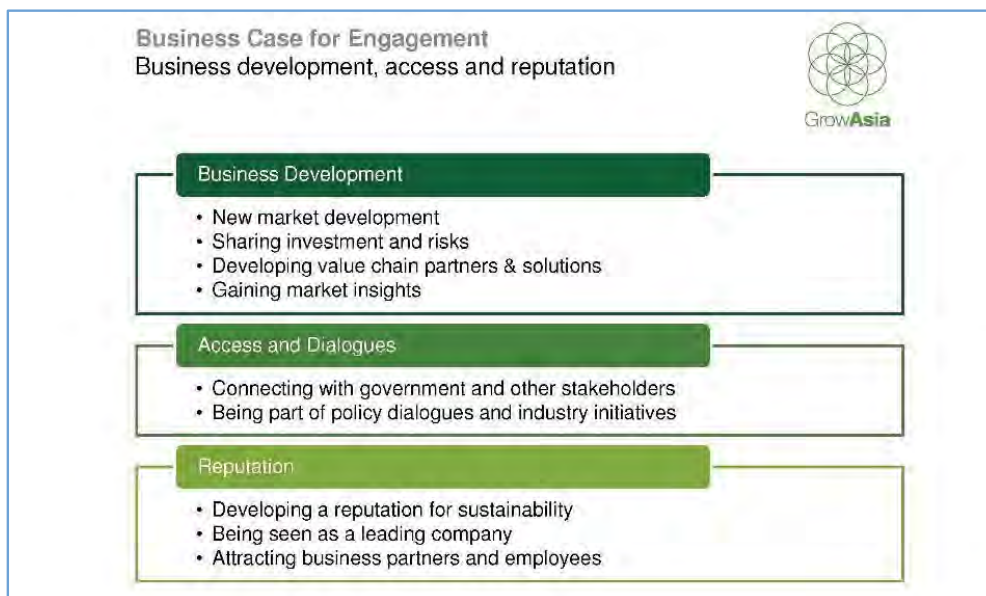 Business Case for Engagement
Business development, access and reputation
GrowAsia
Business Development
• New market development
• Sharing investment and risks
• Developing value chain partners & solutions
• Gaining market insights
Access and Dialogues
• Connecting with government and other stakeholders
• Being part of policy dialogues and industry initiatives
Reputation
• Developing a reputation for sustainability
• Being seen as a leading company
• Attracting business partners and employees